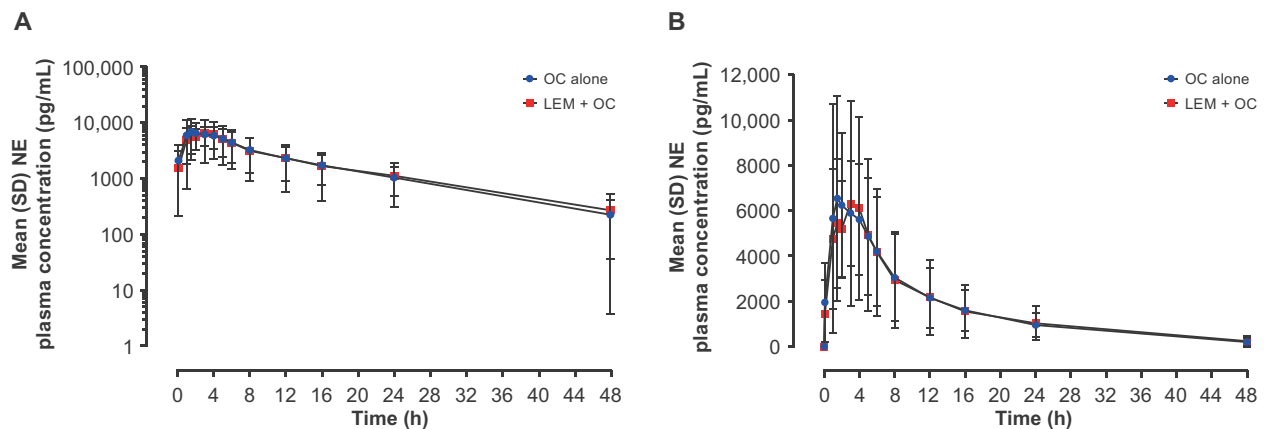 A
Mean (SD) NE
plasma concentration (pg/mL)
100,000
10,000
1000
100
10
1
OC alone
LEM + OC
0 4 8 12 16 20 24 28 32 36 40 44 48
Time (h)
B
Mean (SD) NE
plasma concentration (pg/mL)
12,000
10,000
8000
6000
4000
2000
0
OC alone
LEM + OC
0 4 8 12 16 20 24 28 32 36 40 44 48
Time (h)